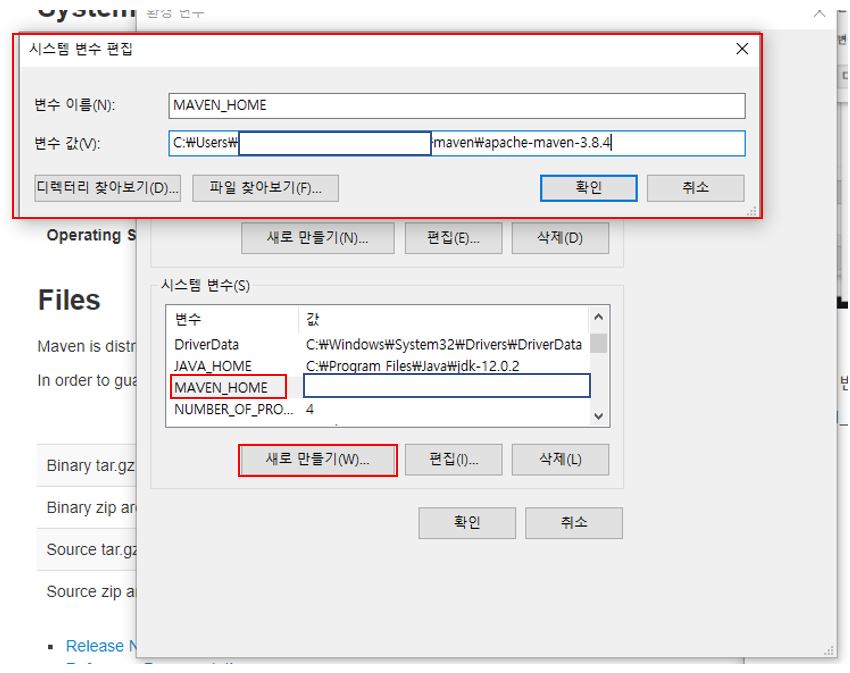 System
환경 변수
시스템 변수 편집
변수 이름(N):
MAVEN_HOME
변수 값(V):
C:₩Users₩
-maven₩apache-maven-3.8.4
디렉터리 찾아보기(D)...
파일 찾아보기(F)...
확인
취소
Operating S
새로 만들기(N)...
편집(E)...
삭제(D)
시스템 변수(S)
Files
변수
값
Maven is distr
DriverData
C:₩Windows₩System32₩Drivers₩DriverData
JAVA_HOME
C:₩Program Files₩Java₩jdk-12.0.2
In order to gua
MAVEN_HOME
NUMBER_OF_PRO...
4
Binary tar.gz
새로 만들기(W)...
편집(I)...
삭제(L)
Binary zip ar
확인
취소
Source tar.gz
Source zip a
Release N